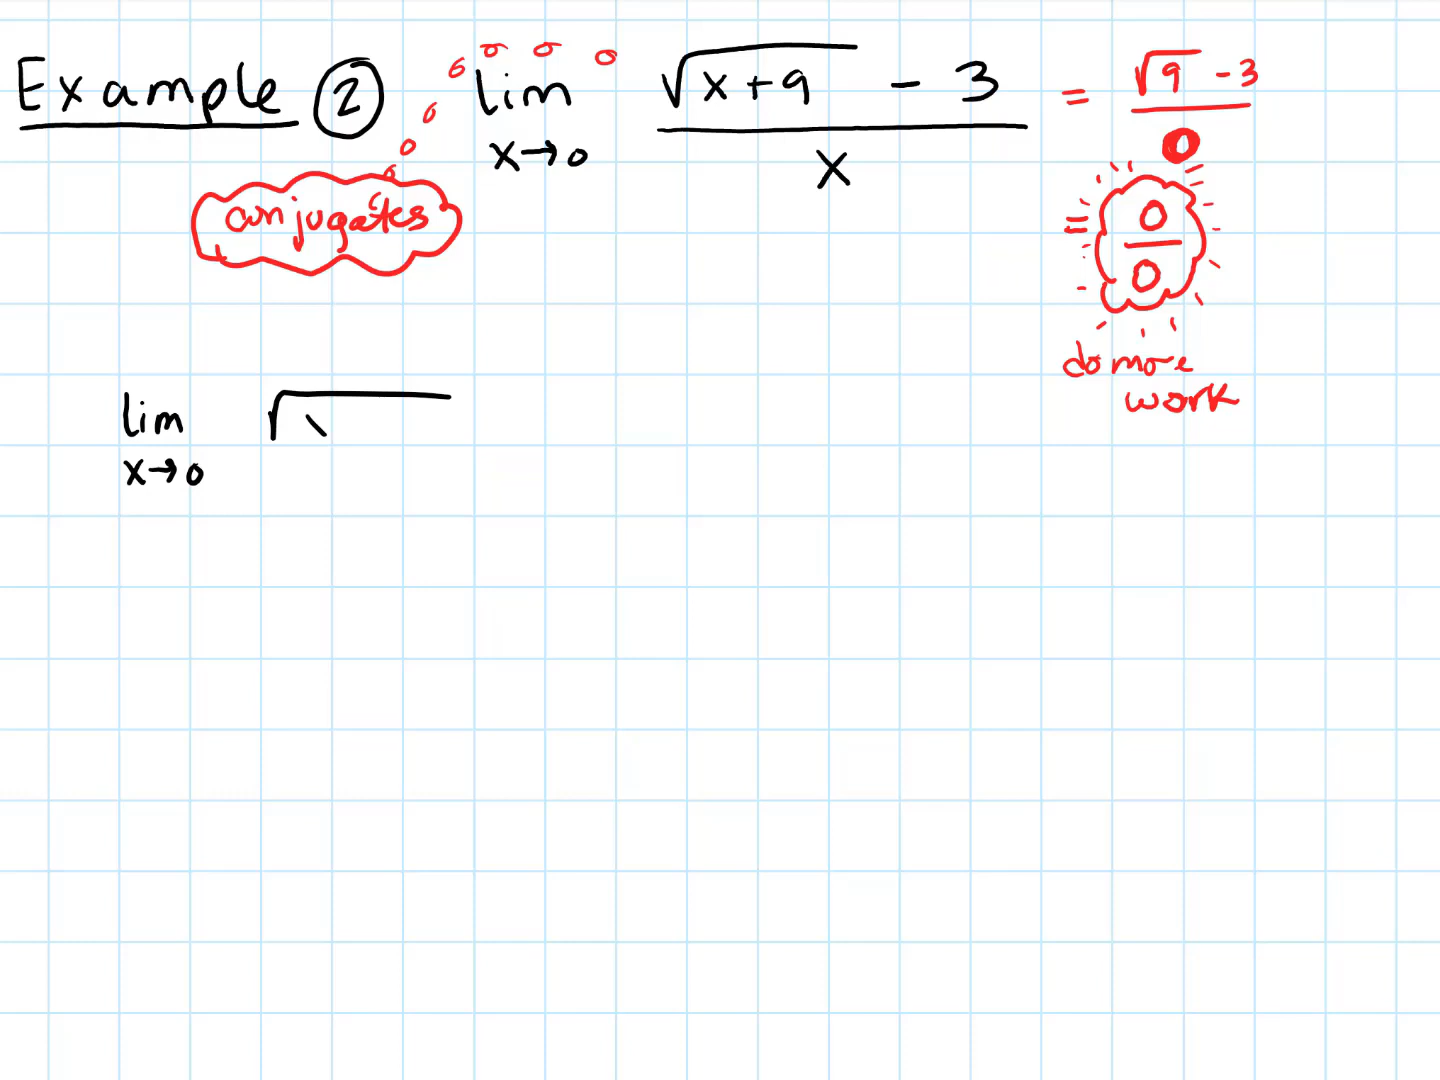 Example ② lim x→0 (√(x+9) - 3)/x = (√9 - 3)/0
conjugates
= 0/0
do more
work
lim x→0 √